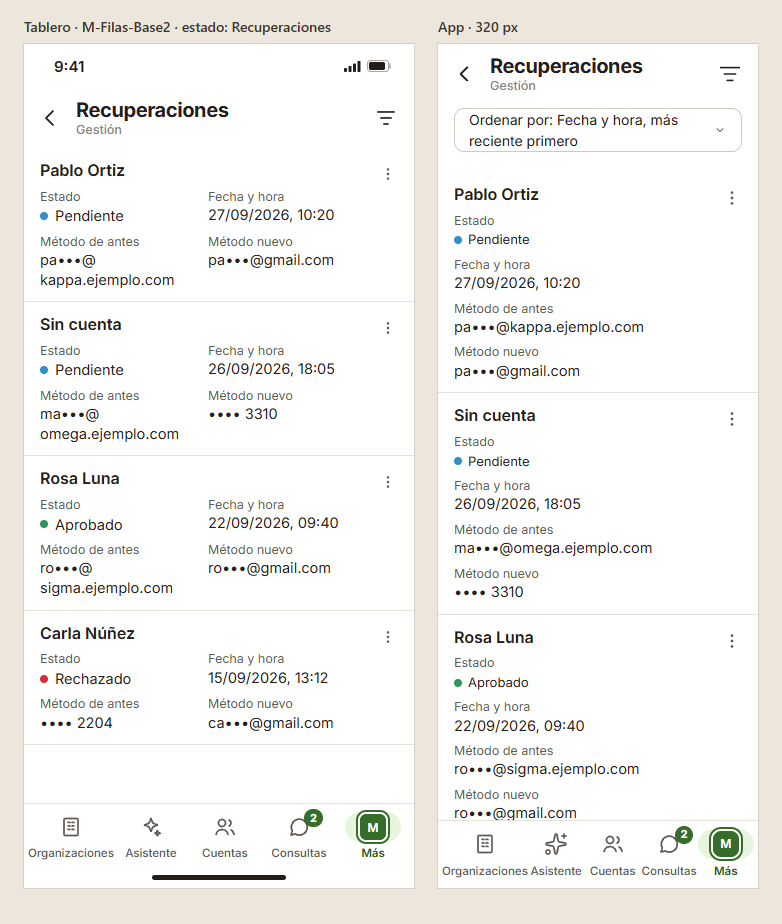 Tablero · M-Filas-Base2 · estado: Recuperaciones
9:41
Recuperaciones
Gestión
Pablo Ortiz
Estado
Fecha y hora
Pendiente
27/09/2026, 10:20
Método de antes
Método nuevo
pa•••@
kappa.ejemplo.com
pa•••@gmail.com
Sin cuenta
Estado
Fecha y hora
Pendiente
26/09/2026, 18:05
Método de antes
Método nuevo
ma•••@
omega.ejemplo.com
•••• 3310
Rosa Luna
Estado
Fecha y hora
Aprobado
22/09/2026, 09:40
Método de antes
Método nuevo
ro•••@
sigma.ejemplo.com
ro•••@gmail.com
Carla Núñez
Estado
Fecha y hora
Rechazado
15/09/2026, 13:12
Método de antes
Método nuevo
•••• 2204
ca•••@gmail.com
2
M
Organizaciones
Asistente
Cuentas
Consultas
Más
App · 320 px
Recuperaciones
Gestión
Ordenar por: Fecha y hora, más
reciente primero
Pablo Ortiz
Estado
Pendiente
Fecha y hora
27/09/2026, 10:20
Método de antes
pa•••@kappa.ejemplo.com
Método nuevo
pa•••@gmail.com
Sin cuenta
Estado
Pendiente
Fecha y hora
26/09/2026, 18:05
Método de antes
ma•••@omega.ejemplo.com
Método nuevo
•••• 3310
Rosa Luna
Estado
Aprobado
Fecha y hora
22/09/2026, 09:40
Método de antes
ro•••@sigma.ejemplo.com
Método nuevo
ro•••@gmail.com
2
M
Organizaciones
Asistente
Cuentas
Consultas
Más